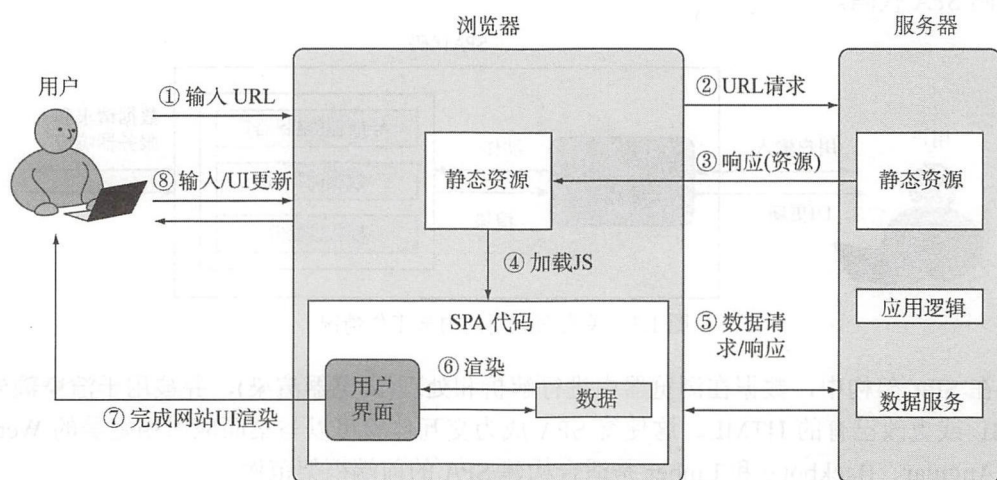 浏览器
服务器
用户
① 输入 URL
② URL请求
静态资源
③ 响应(资源)
静态资源
⑧ 输入/UI更新
④ 加载JS
应用逻辑
SPA 代码
⑤ 数据请
求/响应
用户
界面
⑥ 渲染
数据
数据服务
⑦ 完成网站UI渲染